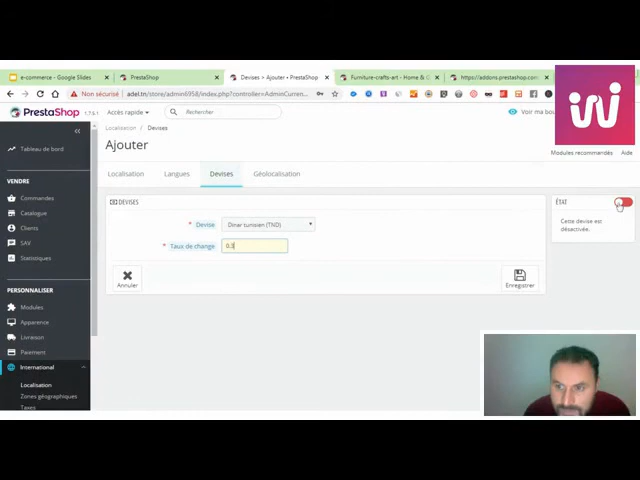 e-commerce - Google Slides
PrestaShop
Devises > Ajouter • PrestaShop
Furniture-crafts-art - Home & G
https://addons.prestashop.com
Non sécurisé
adel.tn/store/admin6958/index.php?controller=AdminCurren...
PrestaShop
1.7.6.1
Accès rapide
Rechercher
Voir ma bou
Localisation / Devises
Ajouter
Modules recommandés
Aide
Localisation
Langues
Devises
Géolocalisation
DEVISES
* Devise
Dinar tunisien (TND)
* Taux de change
0.3
Annuler
Enregistrer
ÉTAT
Cette devise est
désactivée.
Tableau de bord
VENDRE
Commandes
Catalogue
Clients
SAV
Statistiques
PERSONNALISER
Modules
Apparence
Livraison
Paiement
International
Localisation
Zones géographiques
Taxes